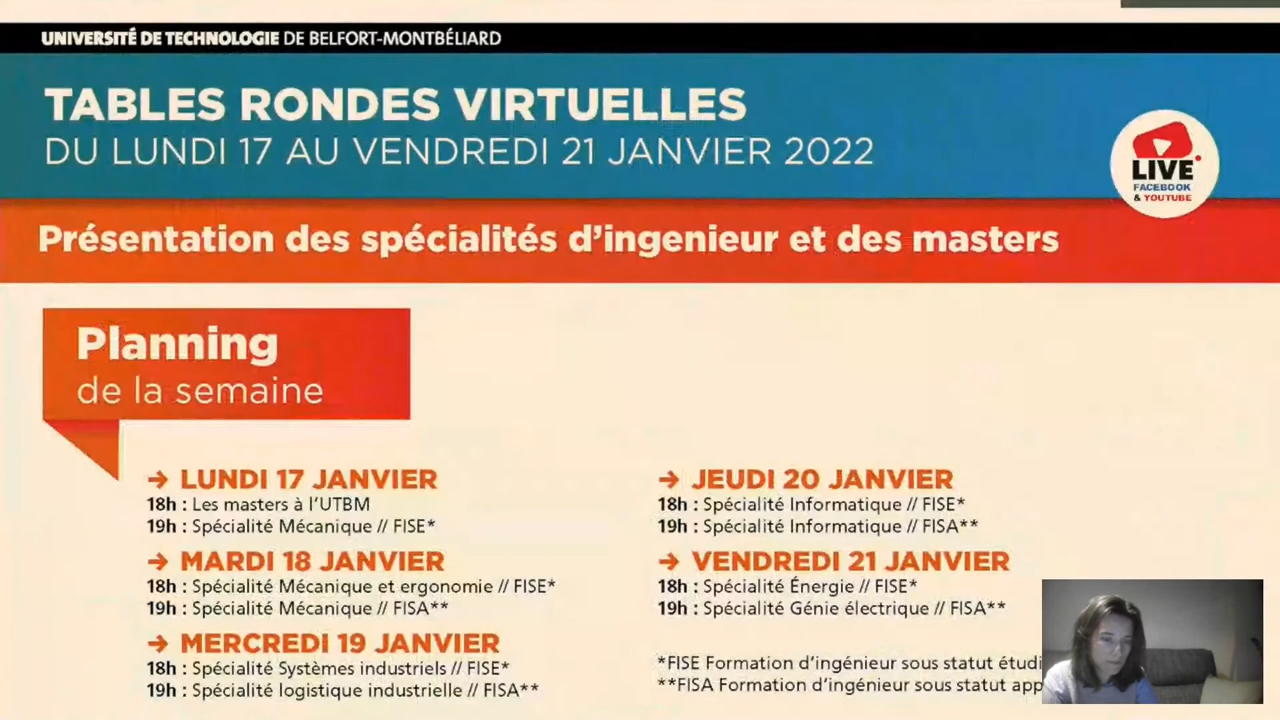 UNIVERSITÉ DE TECHNOLOGIE DE BELFORT-MONTBÉLIARD
TABLES RONDES VIRTUELLES
DU LUNDI 17 AU VENDREDI 21 JANVIER 2022
LIVE
FACEBOOK
& YOUTUBE
Présentation des spécialités d'ingenieur et des masters
Planning
de la semaine
→ LUNDI 17 JANVIER
18h : Les masters à l'UTBM
19h : Spécialité Mécanique // FISE*
→ MARDI 18 JANVIER
18h : Spécialité Mécanique et ergonomie // FISE*
19h : Spécialité Mécanique // FISA**
→ MERCREDI 19 JANVIER
18h : Spécialité Systèmes industriels // FISE*
19h : Spécialité logistique industrielle // FISA**
→ JEUDI 20 JANVIER
18h : Spécialité Informatique // FISE*
19h : Spécialité Informatique // FISA**
→ VENDREDI 21 JANVIER
18h : Spécialité Énergie // FISE*
19h : Spécialité Génie électrique // FISA**
*FISE Formation d'ingénieur sous statut
**FISA Formation d'ingénieur sous statut